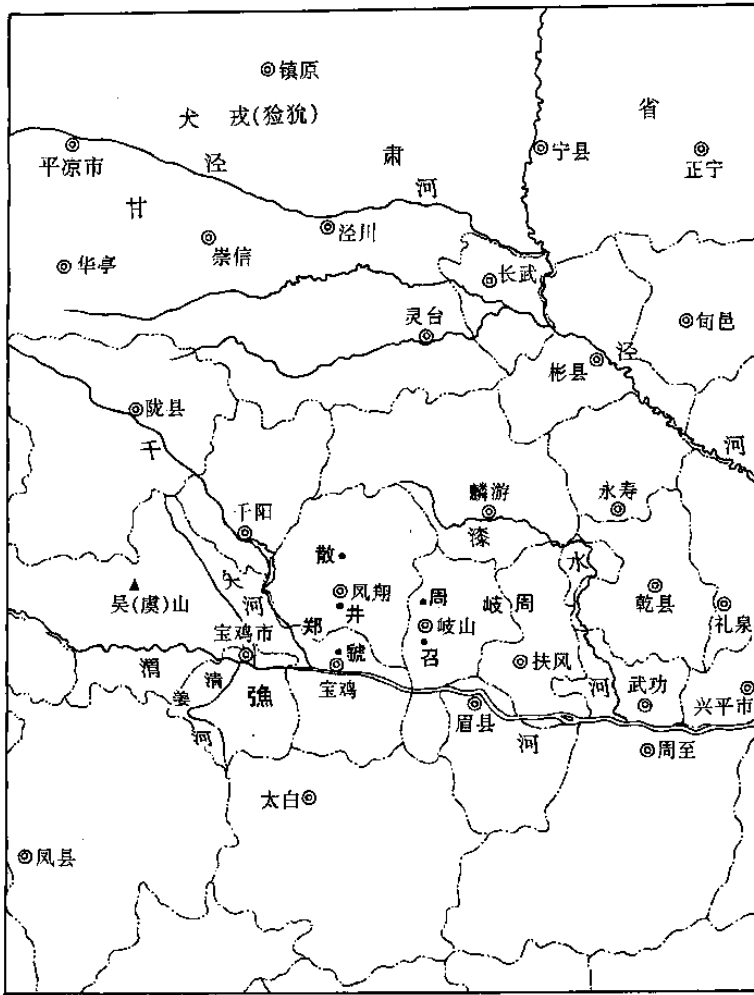 镇原
犬戎(猃狁)
省
平凉市
泾
肃
河
宁县
正宁
甘
崇信
泾川
华亭
长武
灵台
旬邑
泾
彬县
陇县
河
千
麟游
永寿
千阳
漆
散
水
吴(虞)山
大
河
凤翔
井
郑
周
岐山
召
岐周
乾县
礼泉
宝鸡市
虢
宝鸡
扶风
渭
清
姜
河
河
武功
兴平市
眉县
河
周至
太白
凤县